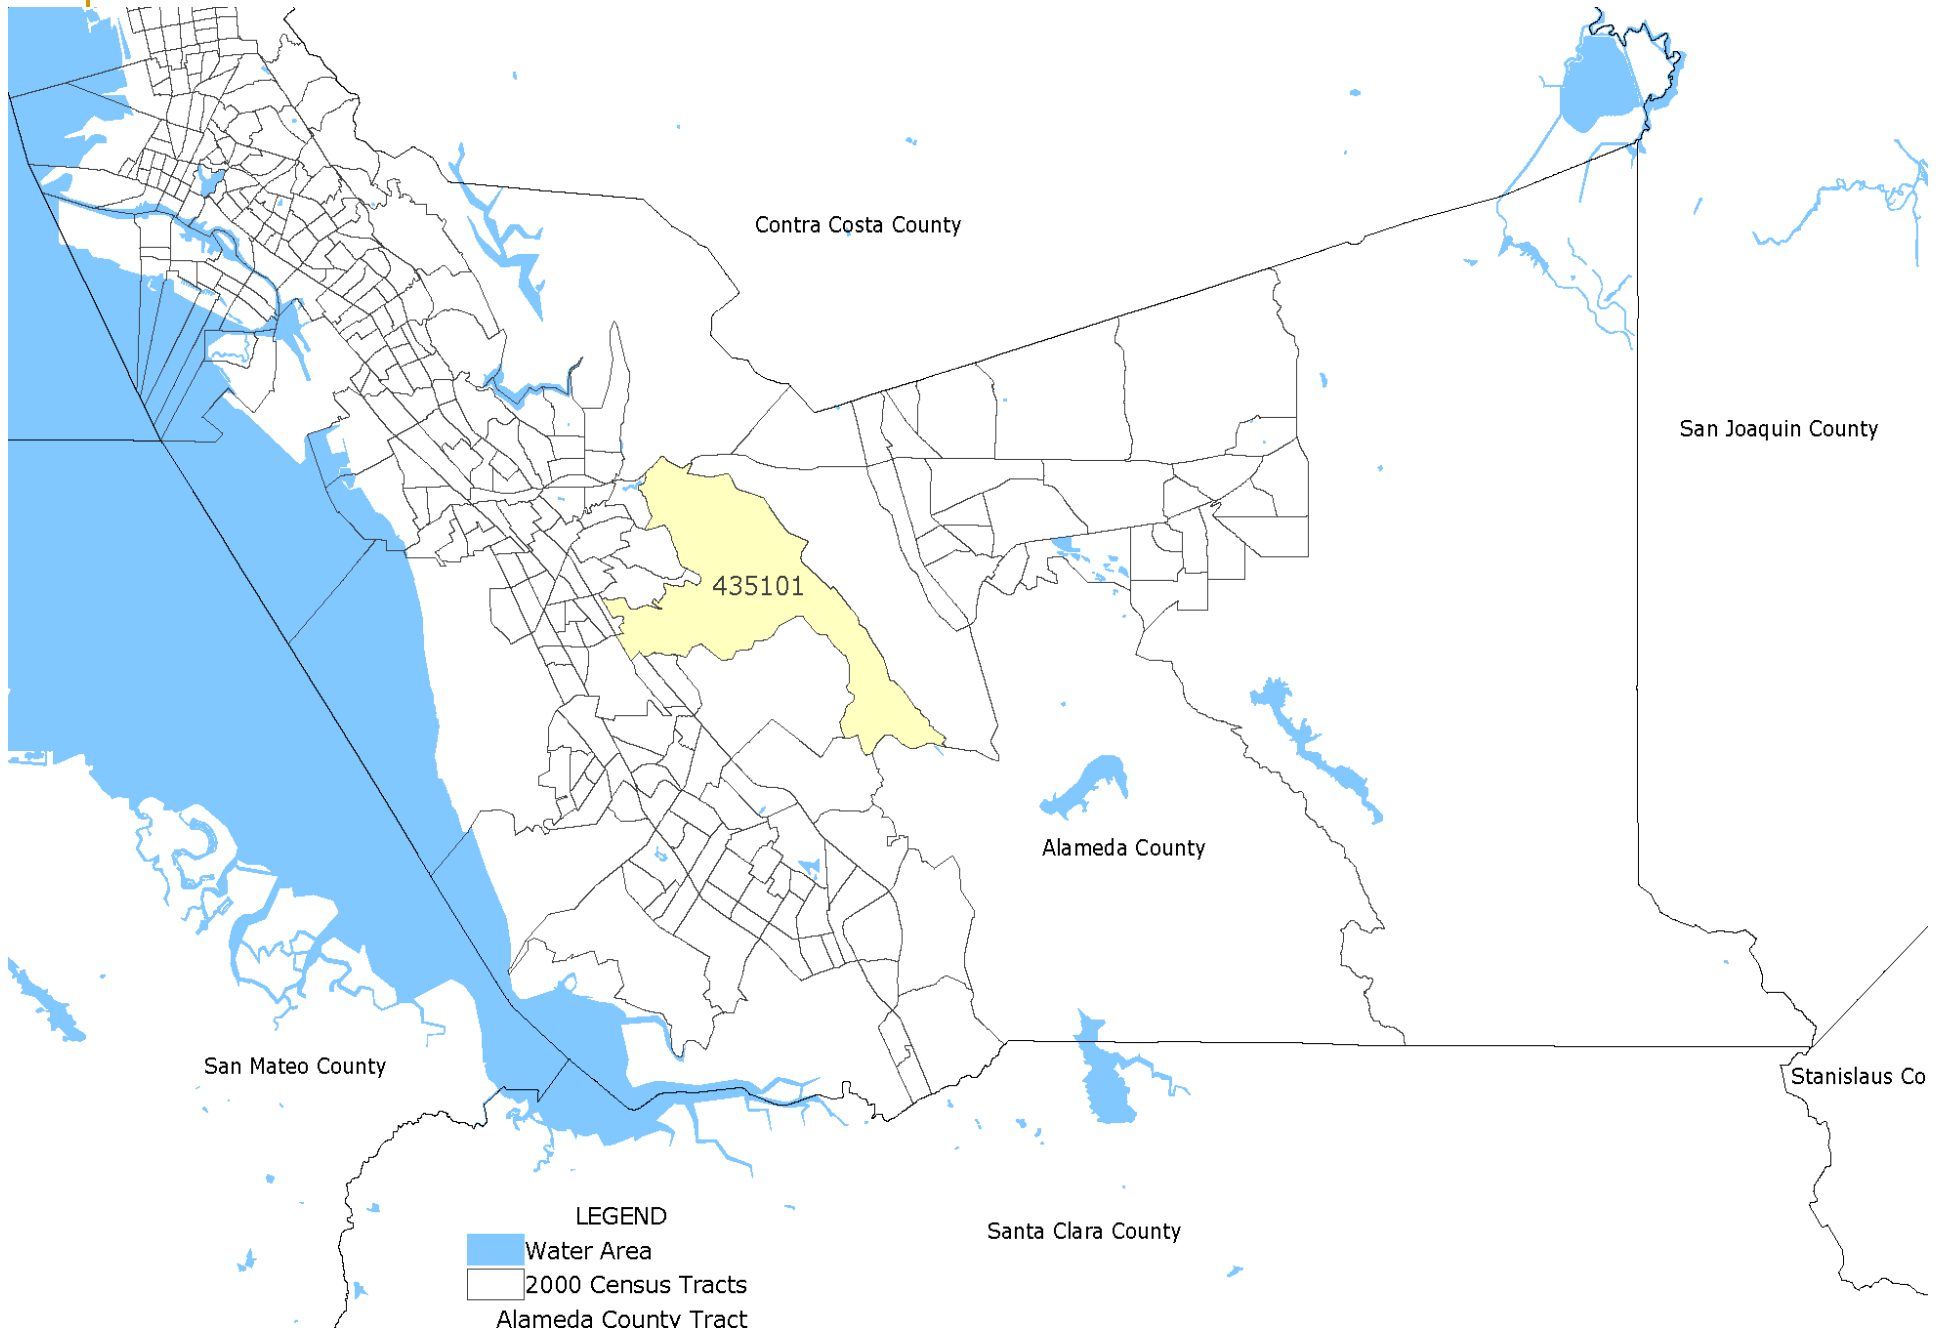 Contra Costa County
San Joaquin County
435101
Alameda County
San Mateo County
Stanislaus Co
Santa Clara County
LEGEND
Water Area
2000 Census Tracts
Alameda County Tract